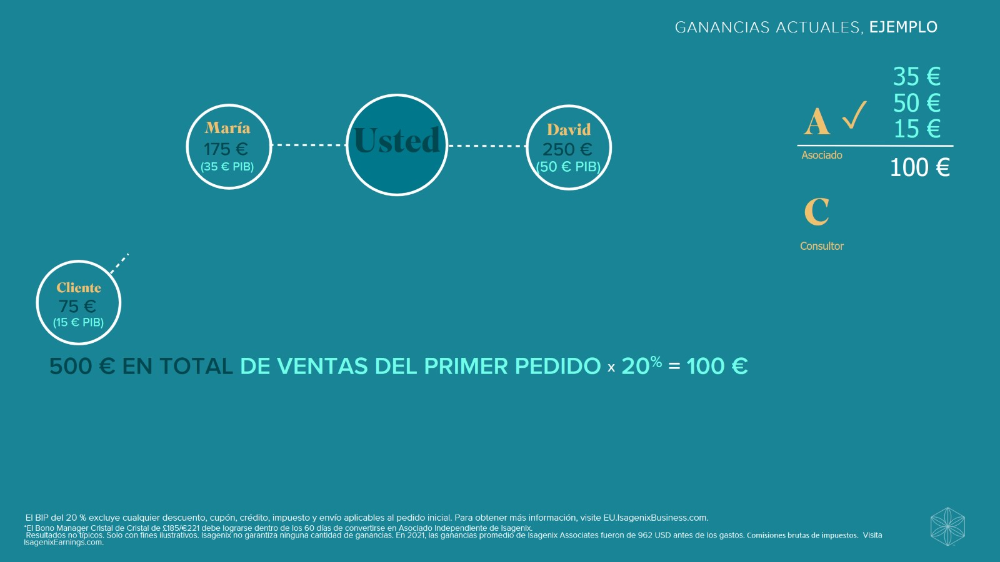 GANANCIAS ACTUALES, EJEMPLO
35 €
50 €
15 €
A ✓
Asociado
100 €
C
Consultor
María
175 €
(35 € PIB)
Usted
David
250 €
(50 € PIB)
Cliente
75 €
(15 € PIB)
500 € EN TOTAL DE VENTAS DEL PRIMER PEDIDO x 20% = 100 €
El BIP del 20 % excluye cualquier descuento, cupón, crédito, impuesto y envío aplicables al pedido inicial. Para obtener más información, visite EU.IsagenixBusiness.com.
*El Bono Manager Cristal de Cristal de £185/€221 debe lograrse dentro de los 60 días de convertirse en Asociado Independiente de Isagenix.
Resultados no típicos. Solo con fines ilustrativos. Isagenix no garantiza ninguna cantidad de ganancias. En 2021, las ganancias promedio de Isagenix Associates fueron de 962 USD antes de los gastos. Comisiones brutas de impuestos. Visita
IsagenixEarnings.com.